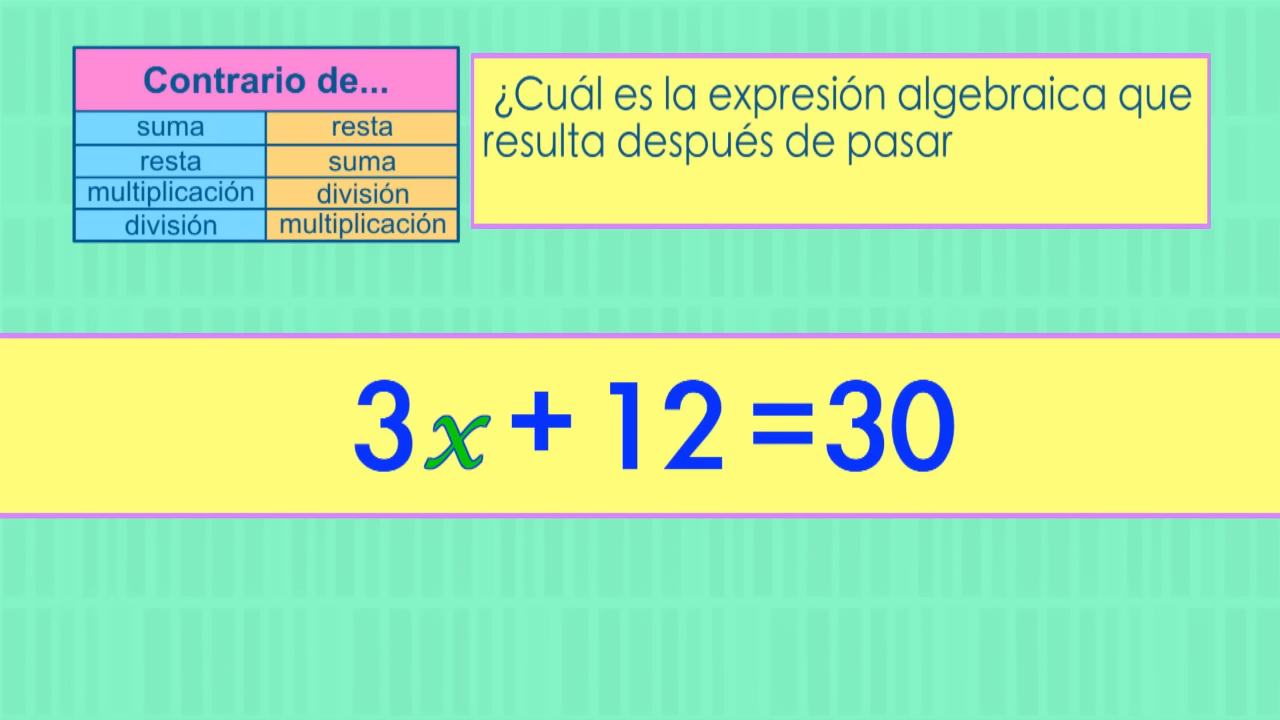 Contrario de...
suma resta
resta suma
multiplicación división
división multiplicación
¿Cuál es la expresión algebraica que
resulta después de pasar
3x + 12 =30